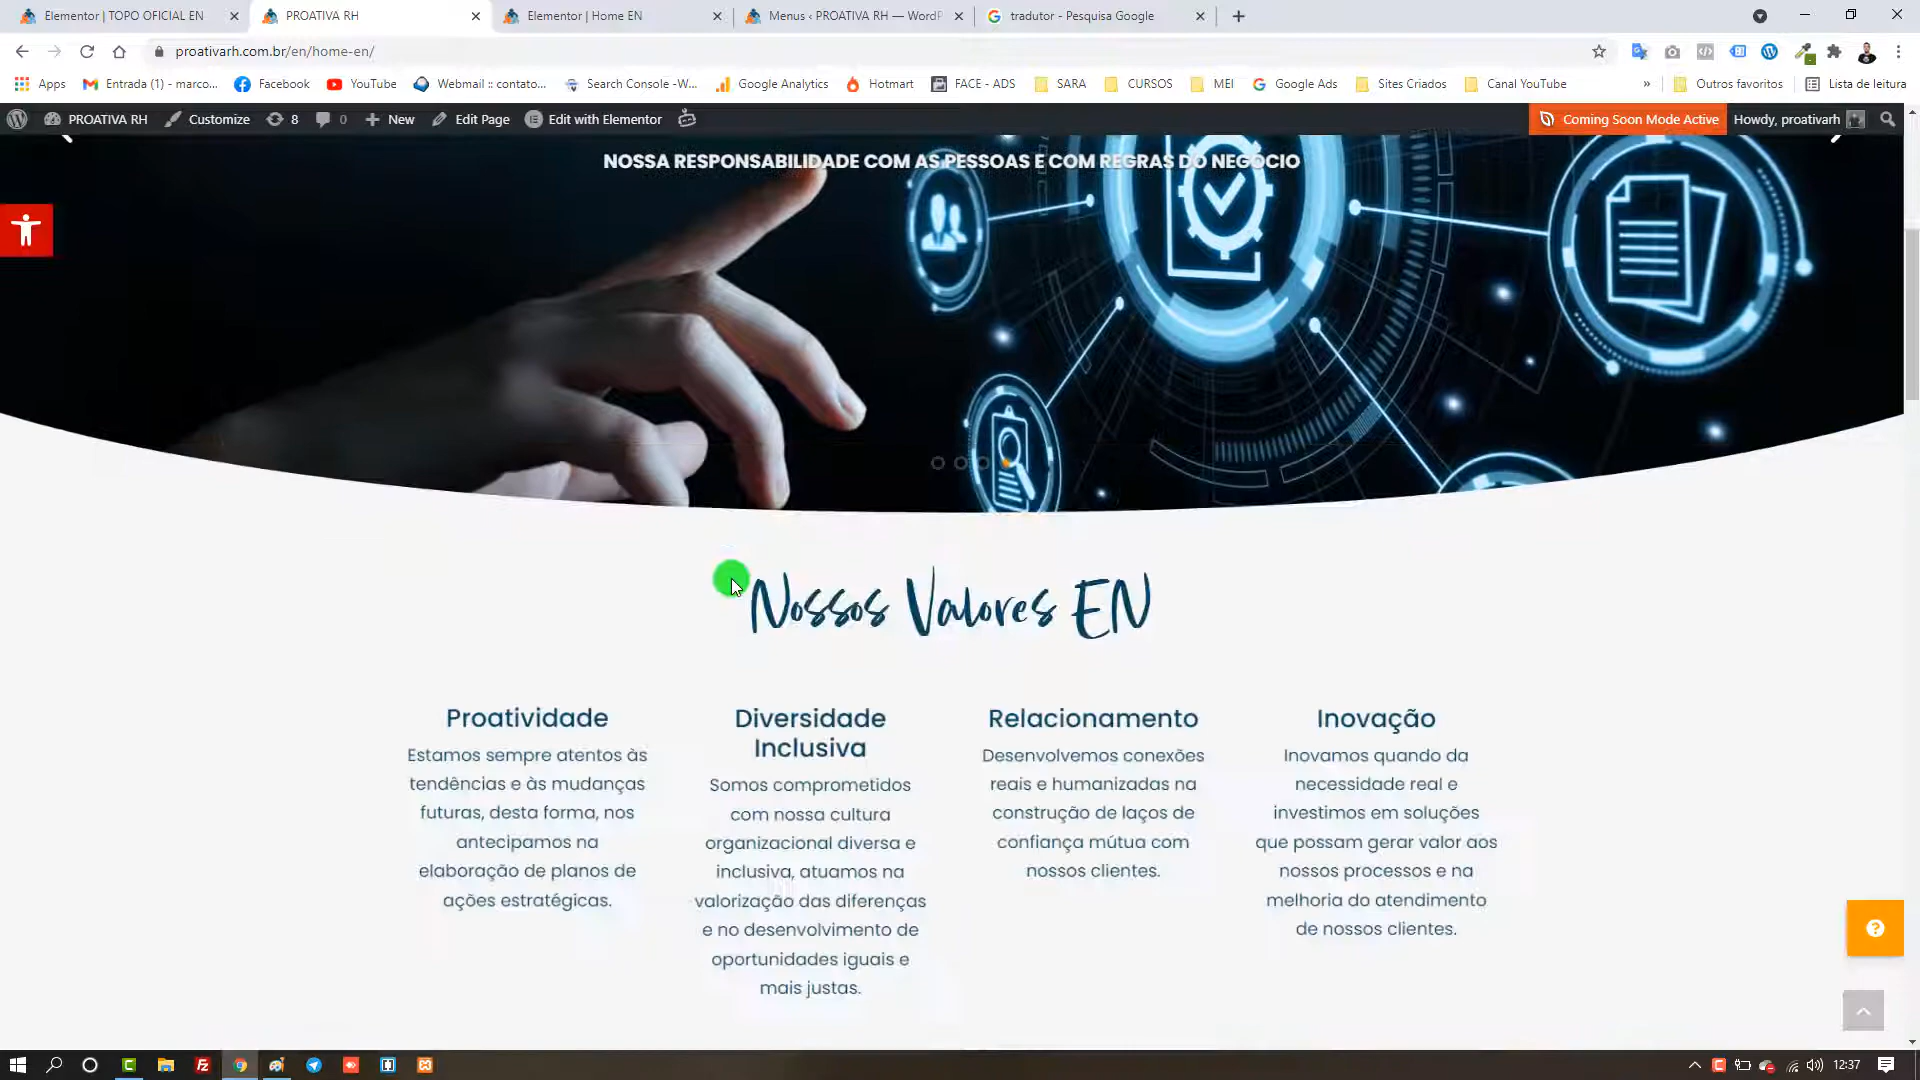 Elementor | TOPO OFICIAL EN
PROATIVA RH
Elementor | Home EN
Menus ‹ PROATIVA RH — WordP
tradutor - Pesquisa Google
proativarh.com.br/en/home-en/
Apps
Entrada (1) - marco...
Facebook
YouTube
Webmail :: contato...
Search Console -W...
Google Analytics
Hotmart
FACE - ADS
SARA
CURSOS
MEI
Google Ads
Sites Criados
Canal YouTube
»
Outros favoritos
Lista de leitura
PROATIVA RH
Customize
8
0
New
Edit Page
Edit with Elementor
Coming Soon Mode Active
Howdy, proativarh
NOSSA RESPONSABILIDADE COM AS PESSOAS E COM REGRAS DO NEGÓCIO
Nossos Valores EN
Proatividade
Estamos sempre atentos às
tendências e às mudanças
futuras, desta forma, nos
antecipamos na
elaboração de planos de
ações estratégicas.
Diversidade
Inclusiva
Somos comprometidos
com nossa cultura
organizacional diversa e
inclusiva, atuamos na
valorização das diferenças
e no desenvolvimento de
oportunidades iguais e
mais justas.
Relacionamento
Desenvolvemos conexões
reais e humanizadas na
construção de laços de
confiança mútua com
nossos clientes.
Inovação
Inovamos quando da
necessidade real e
investimos em soluções
que possam gerar valor aos
nossos processos e na
melhoria do atendimento
de nossos clientes.
12:37